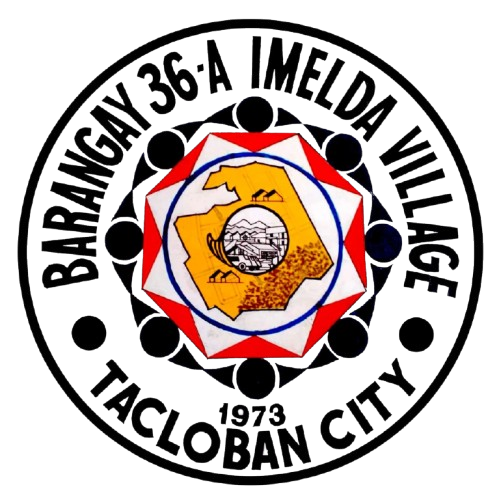 BARANGAY 36-A IMELDA VILLAGE
1973
TACLOBAN CITY